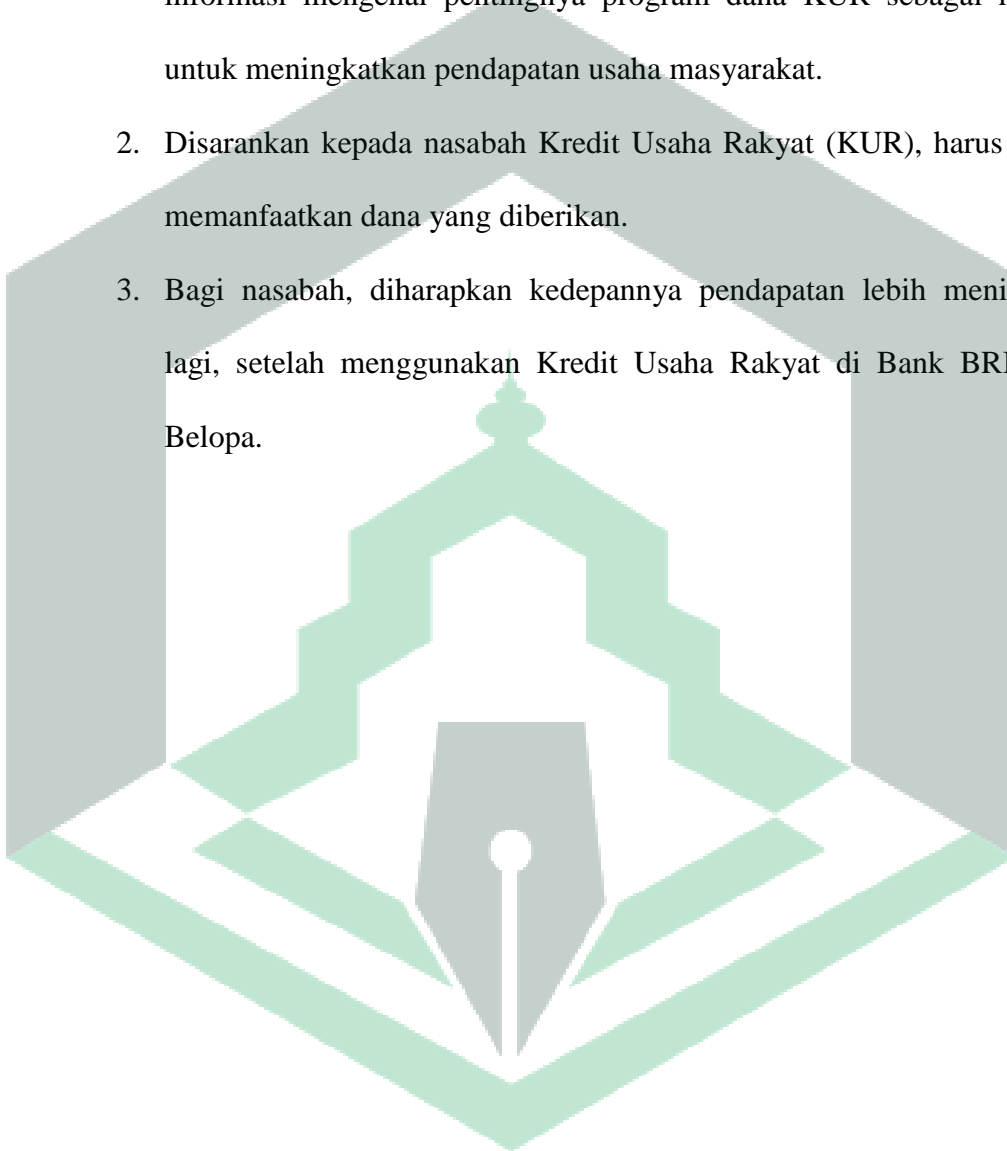 informasi mengenai pentingnya program dana KUR sebagai
untuk meningkatkan pendapatan usaha masyarakat.
2. Disarankan kepada nasabah Kredit Usaha Rakyat (KUR), harus
memanfaatkan dana yang diberikan.
3. Bagi nasabah, diharapkan kedepannya pendapatan lebih
lagi, setelah menggunakan Kredit Usaha Rakyat di Bank
Belopa.